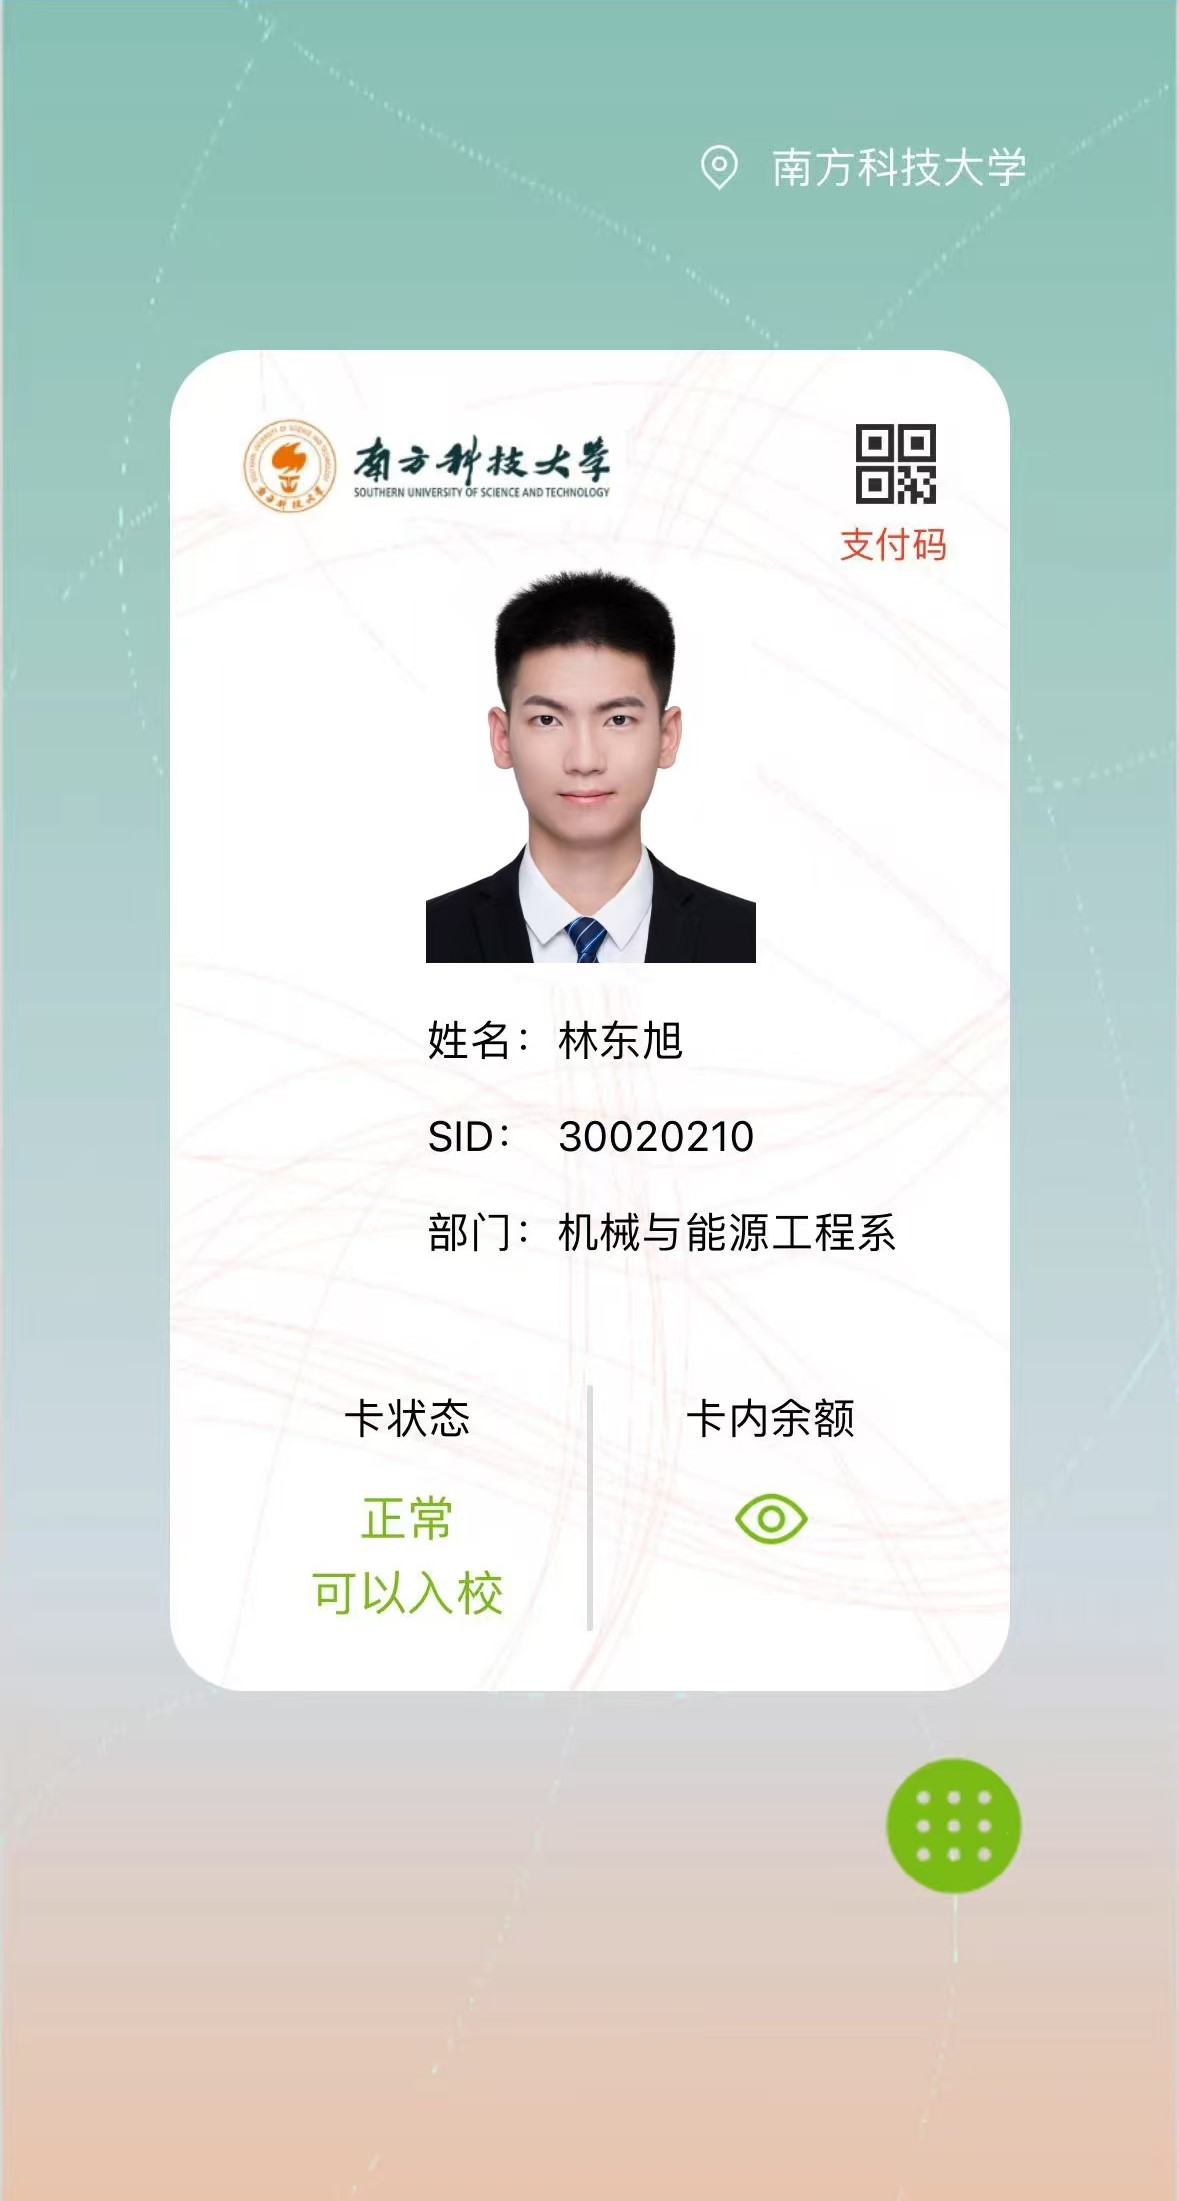 南方科技大学
南方科技大学
SOUTHERN UNIVERSITY OF SCIENCE AND TECHNOLOGY
支付码
姓名：林东旭
SID： 30020210
部门：机械与能源工程系
卡状态
卡内余额
正常
可以入校